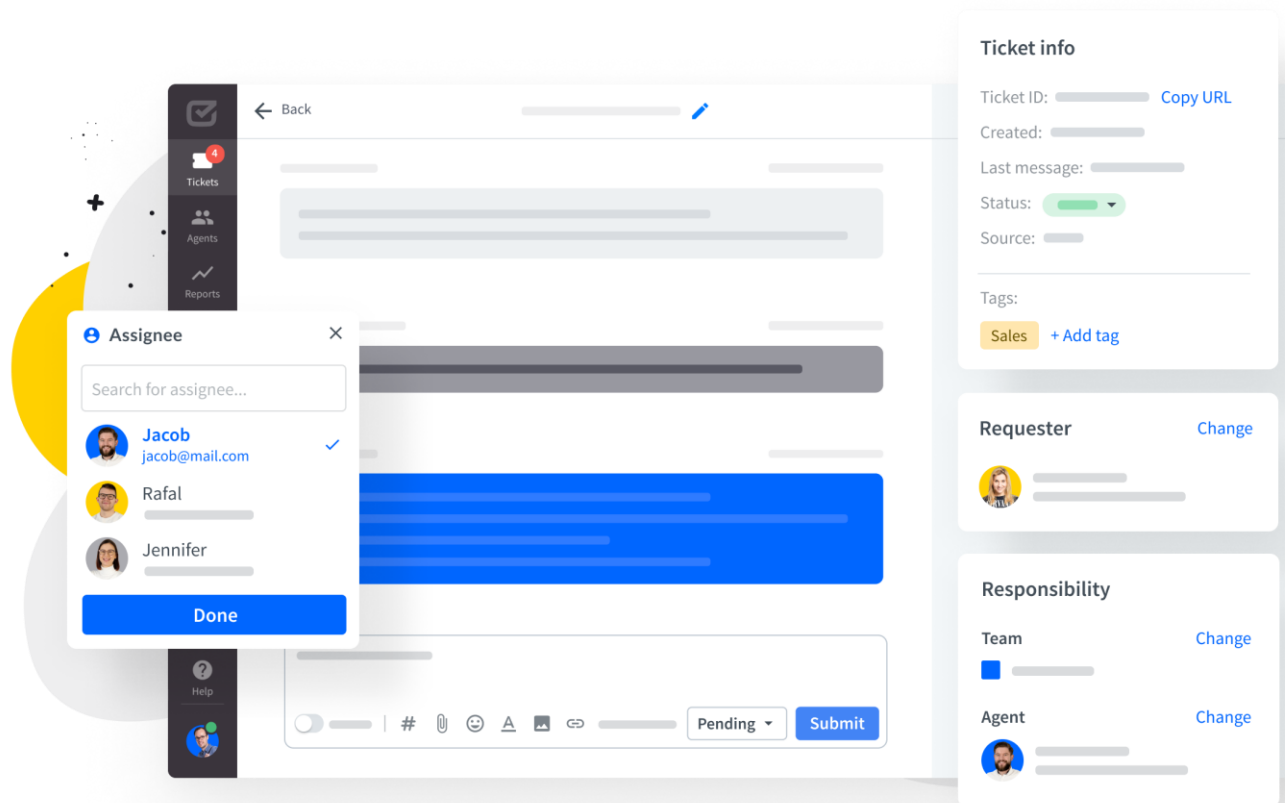 Back
4
Tickets
Agents
Reports
Assignee
Search for assignee...
Jacob
jacob@mail.com
Rafal
Jennifer
Done
Help
#
A
Pending
Submit
Ticket info
Ticket ID: Copy URL
Created:
Last message:
Status:
Source:
Tags:
Sales + Add tag
Requester Change
Responsibility
Team Change
Agent Change